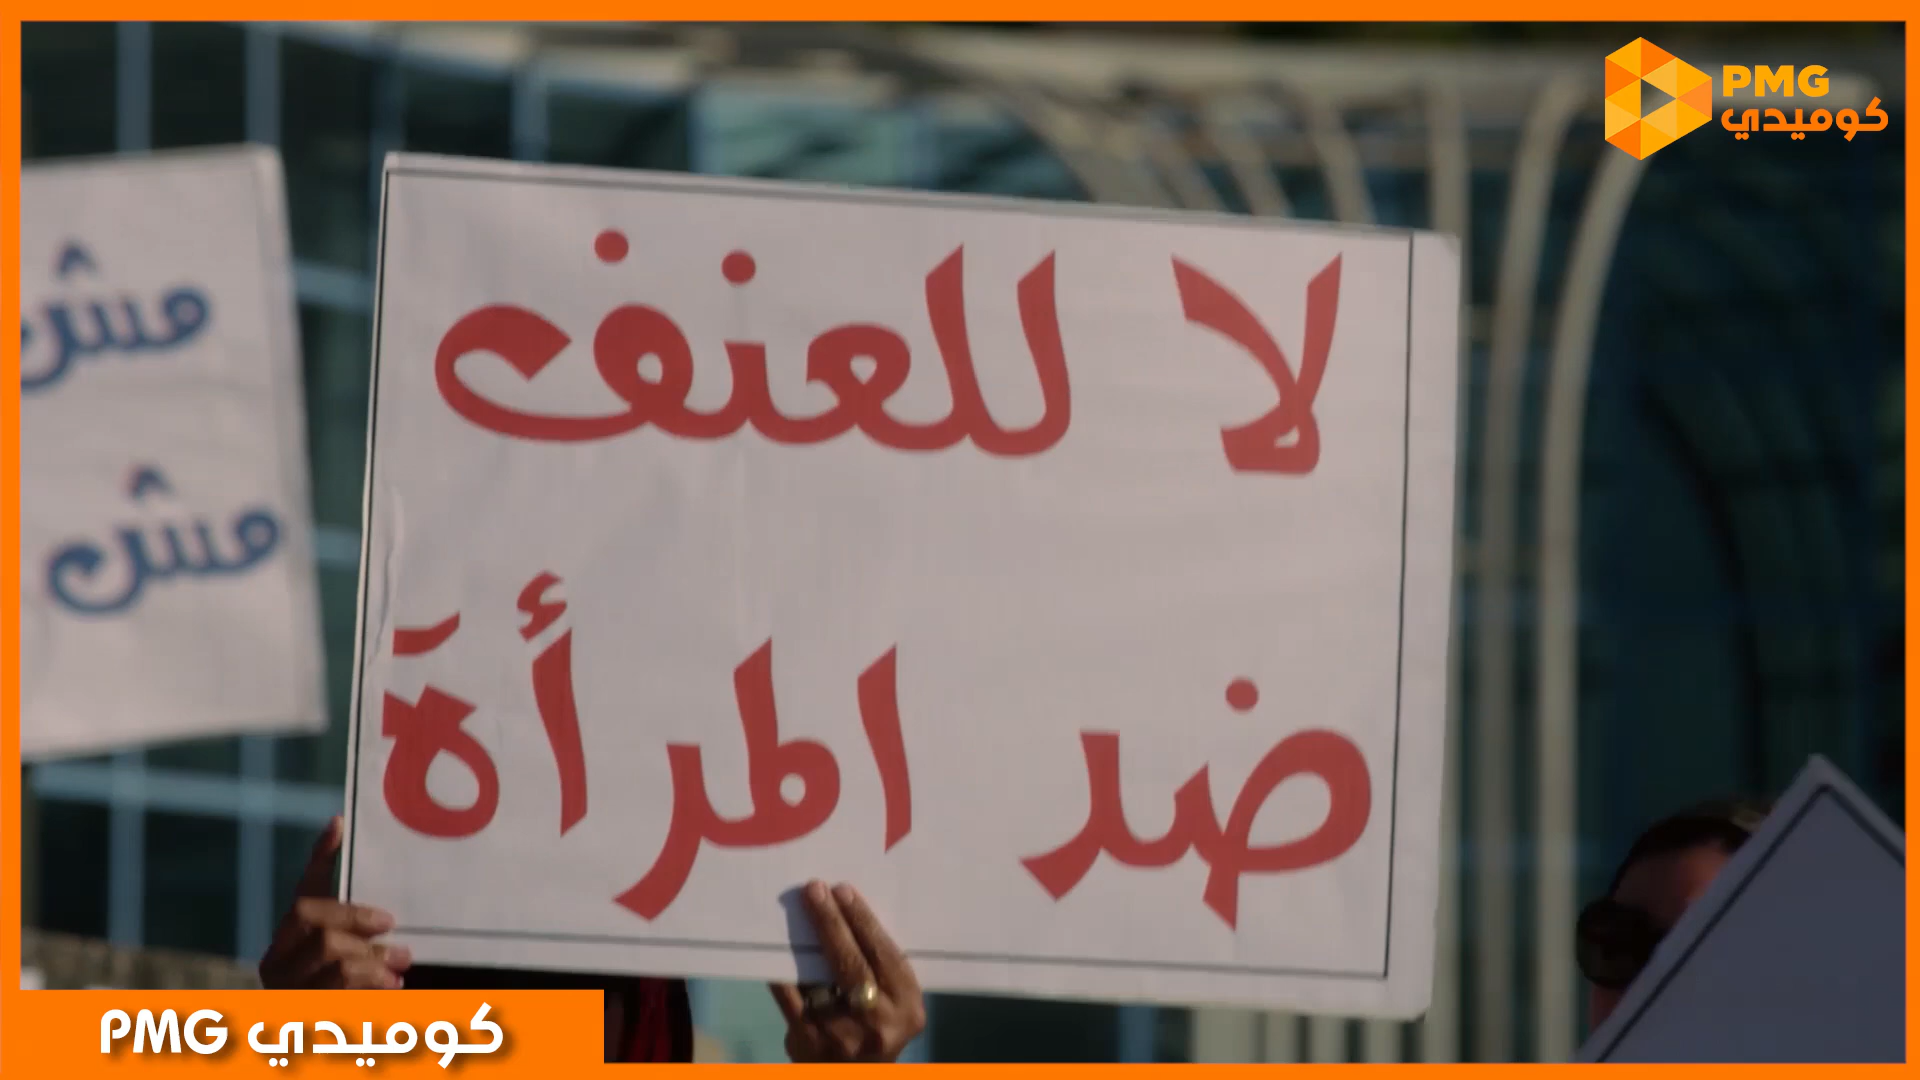 PMG
كوميدي
لا للعنف
ضد المرأة
مش
مش
كوميدي PMG